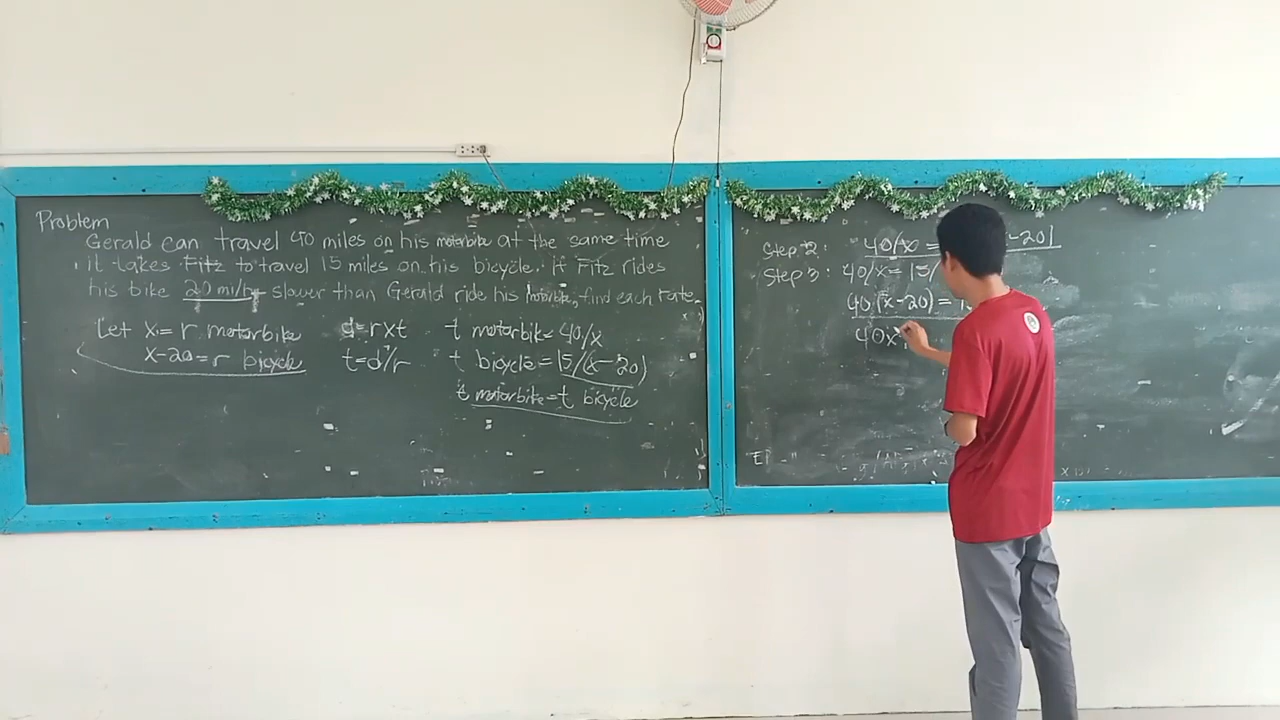 Problem
Gerald can travel 40 miles on his motorbike at the same time
it takes Fitz to travel 15 miles on his bicycle. If Fitz rides
his bike 20 mi/hr slower than Gerald ride his motorbike, find each rate.
Let x = r motorbike
x-20 = r bicycle
d=rxt
t=d/r
t motorbike = 40/x
t bicycle = 15/(x-20)
t motorbike = t bicycle
Step 2: 40/x = -20)
Step 3: 40/x = 15/
40(x-20) =
40x